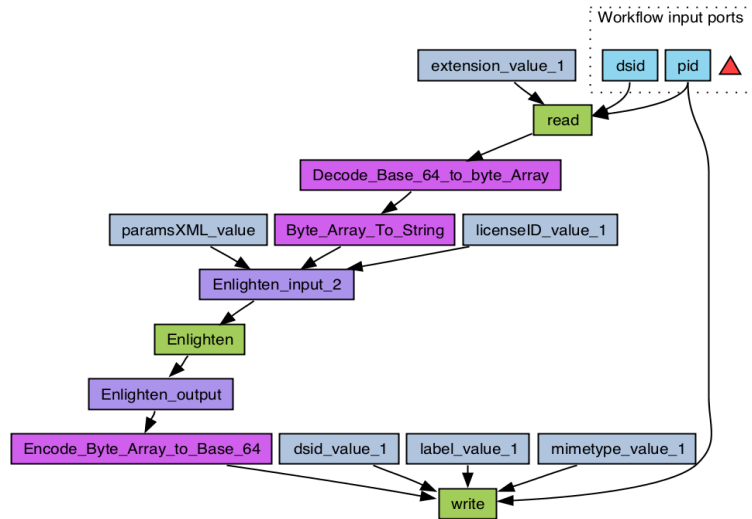 Workflow input ports
extension_value_1
dsid
pid
read
Decode_Base_64_to_byte_Array
paramsXML_value
Byte_Array_To_String
licenseID_value_1
Enlighten_input_2
Enlighten
Enlighten_output
Encode_Byte_Array_to_Base_64
dsid_value_1
label_value_1
mimetype_value_1
write